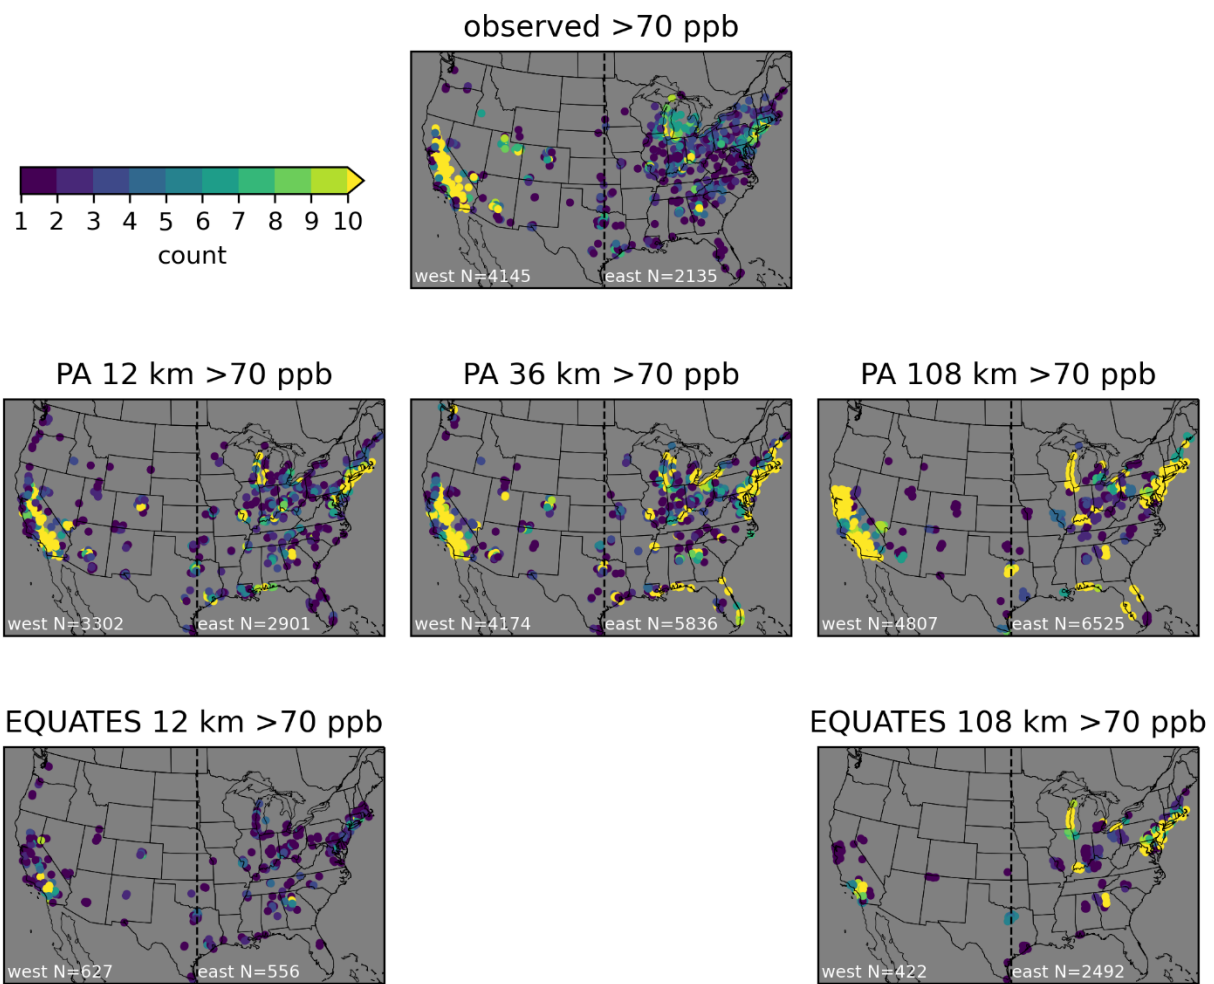 observed >70 ppb
1 2 3 4 5 6 7 8 9 10
count
west N=4145 east N=2135
PA 12 km >70 ppb
PA 36 km >70 ppb
PA 108 km >70 ppb
west N=3302 east N=2901
west N=4174 east N=5836
west N=4807 east N=6525
EQUATES 12 km >70 ppb
EQUATES 108 km >70 ppb
west N=627 east N=556
west N=422 east N=2492